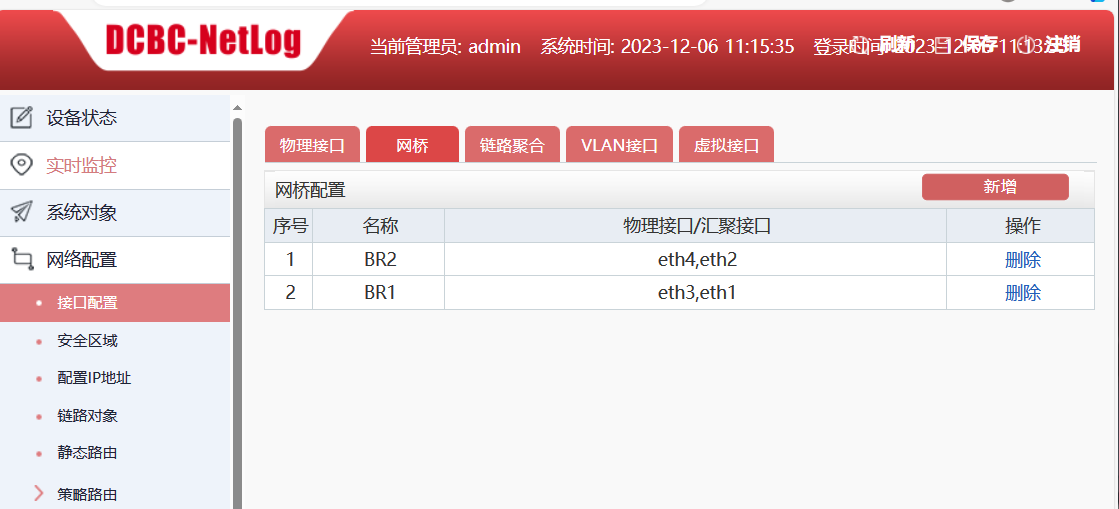 DCBC-NetLog
当前管理员: admin 系统时间: 2023-12-06 11:15:35 登录时间: 2023-12-06 11:13:
刷新 保存 注销
设备状态
实时监控
系统对象
网络配置
接口配置
安全区域
配置IP地址
链路对象
静态路由
策略路由
物理接口 网桥 链路聚合 VLAN接口 虚拟接口
网桥配置 新增
序号 名称 物理接口/汇聚接口 操作
1 BR2 eth4,eth2 删除
2 BR1 eth3,eth1 删除